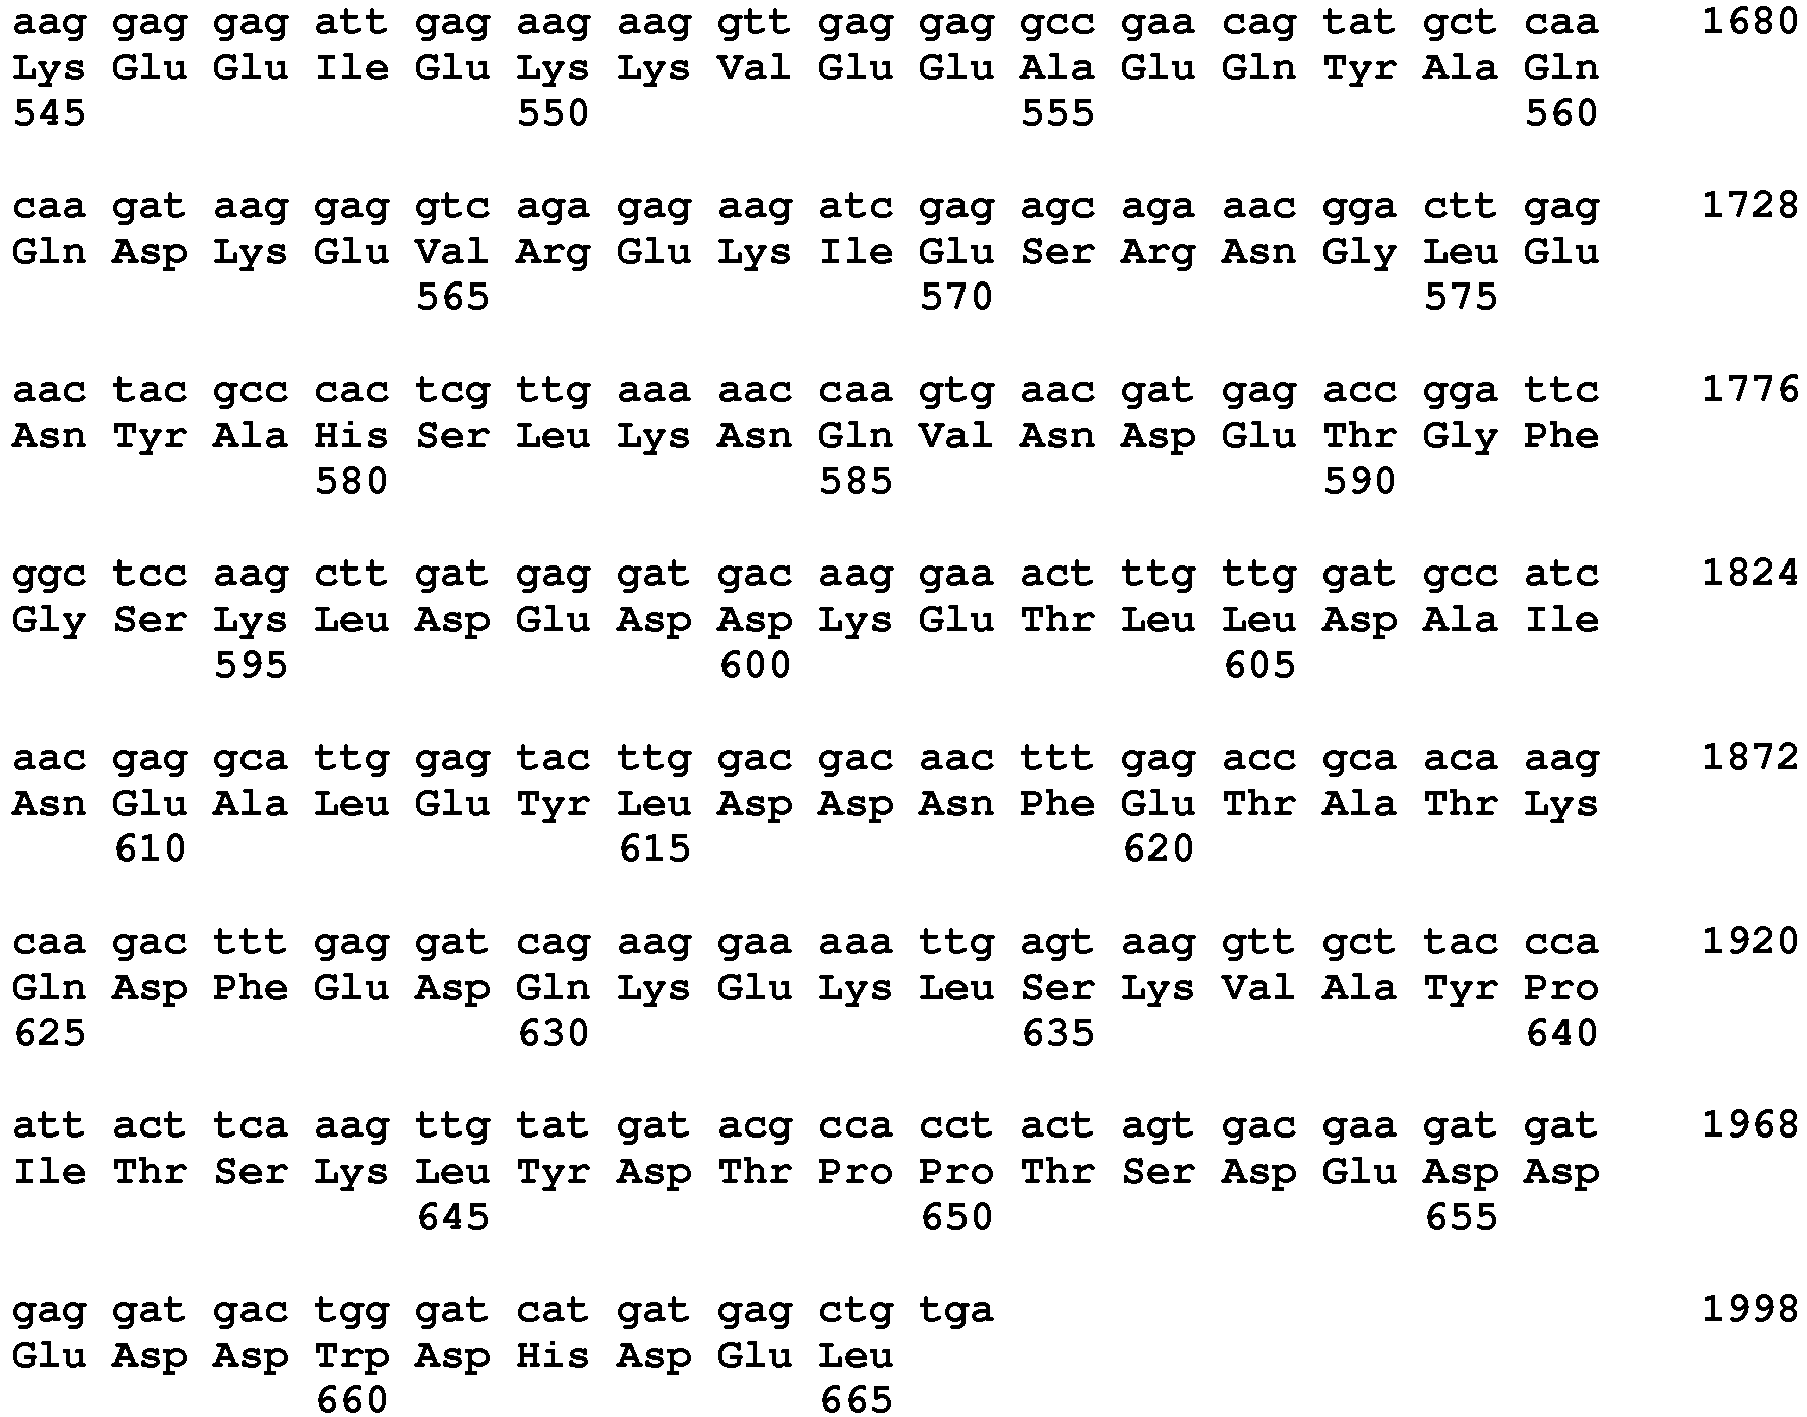 aag gag gag att gag aag aag gtt gag gag gcc gaa cag tat gct caa 1680
Lys Glu Glu Ile Glu Lys Lys Val Glu Glu Ala Glu Gln Tyr Ala Gln
545 550 555 560
caa gat aag gag gtc aga gag aag atc gag agc aga aac gga ctt gag 1728
Gln Asp Lys Glu Val Arg Glu Lys Ile Glu Ser Arg Asn Gly Leu Glu
565 570 575
aac tac gcc cac tcg ttg aaa aac caa gtg aac gat gag acc gga ttc 1776
Asn Tyr Ala His Ser Leu Lys Asn Gln Val Asn Asp Glu Thr Gly Phe
580 585 590
ggc tcc aag ctt gat gag gat gac aag gaa act ttg ttg gat gcc atc 1824
Gly Ser Lys Leu Asp Glu Asp Asp Lys Glu Thr Leu Leu Asp Ala Ile
595 600 605
aac gag gca ttg gag tac ttg gac gac aac ttt gag acc gca aca aag 1872
Asn Glu Ala Leu Glu Tyr Leu Asp Asp Asn Phe Glu Thr Ala Thr Lys
610 615 620
caa gac ttt gag gat cag aag gaa aaa ttg agt aag gtt gct tac cca 1920
Gln Asp Phe Glu Asp Gln Lys Glu Lys Leu Ser Lys Val Ala Tyr Pro
625 630 635 640
att act tca aag ttg tat gat acg cca cct act agt gac gaa gat gat 1968
Ile Thr Ser Lys Leu Tyr Asp Thr Pro Pro Thr Ser Asp Glu Asp Asp
645 650 655
gag gat gac tgg gat cat gat gag ctg tga 1998
Glu Asp Asp Trp Asp His Asp Glu Leu
660 665